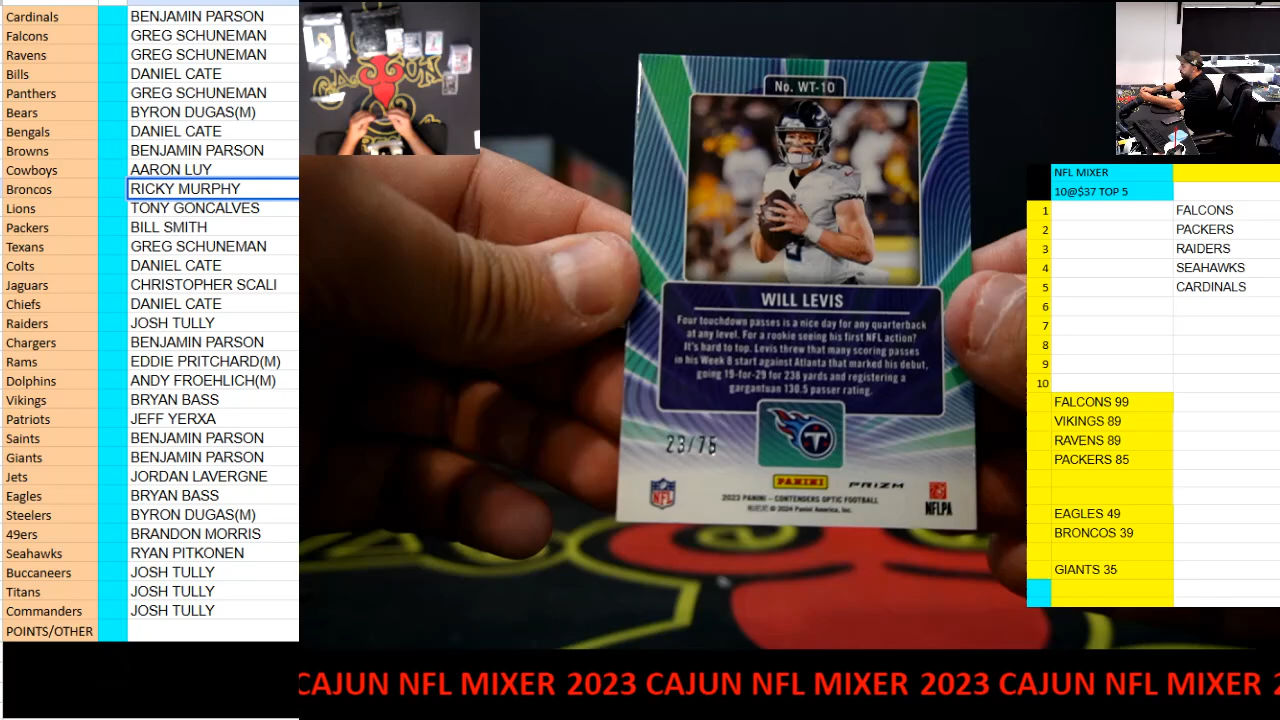 Cardinals BENJAMIN PARSON
Falcons GREG SCHUNEMAN
Ravens GREG SCHUNEMAN
Bills DANIEL CATE
Panthers GREG SCHUNEMAN
Bears BYRON DUGAS(M)
Bengals DANIEL CATE
Browns BENJAMIN PARSON
Cowboys AARON LUY
Broncos RICKY MURPHY
Lions TONY GONCALVES
Packers BILL SMITH
Texans GREG SCHUNEMAN
Colts DANIEL CATE
Jaguars CHRISTOPHER SCALI
Chiefs DANIEL CATE
Raiders JOSH TULLY
Chargers BENJAMIN PARSON
Rams EDDIE PRITCHARD(M)
Dolphins ANDY FROEHLICH(M)
Vikings BRYAN BASS
Patriots JEFF YERXA
Saints BENJAMIN PARSON
Giants BENJAMIN PARSON
Jets JORDAN LAVERGNE
Eagles BRYAN BASS
Steelers BYRON DUGAS(M)
49ers BRANDON MORRIS
Seahawks RYAN PITKONEN
Buccaneers JOSH TULLY
Titans JOSH TULLY
Commanders JOSH TULLY
POINTS/OTHER
No. WT-10
WILL LEVIS
Four touchdown passes is a nice day for any quarterback
at any level. For a rookie seeing his first NFL action?
It's hard to top. Levis threw that many scoring passes
in his Week 8 start against Atlanta that marked his debut,
going 19-for-29 for 238 yards and registering a
gargantuan 130.5 passer rating.
23/75
T
NFL
PANINI PRIZM
2023 PANINI – CONTENDERS OPTIC FOOTBALL
© 2024 Panini America, Inc.
NFLPA
NFL MIXER
10@$37 TOP 5
1 FALCONS
2 PACKERS
3 RAIDERS
4 SEAHAWKS
5 CARDINALS
6
7
8
9
10
FALCONS 99
VIKINGS 89
RAVENS 89
PACKERS 85
EAGLES 49
BRONCOS 39
GIANTS 35
CAJUN NFL MIXER 2023 CAJUN NFL MIXER 2023 CAJUN NFL MIXER